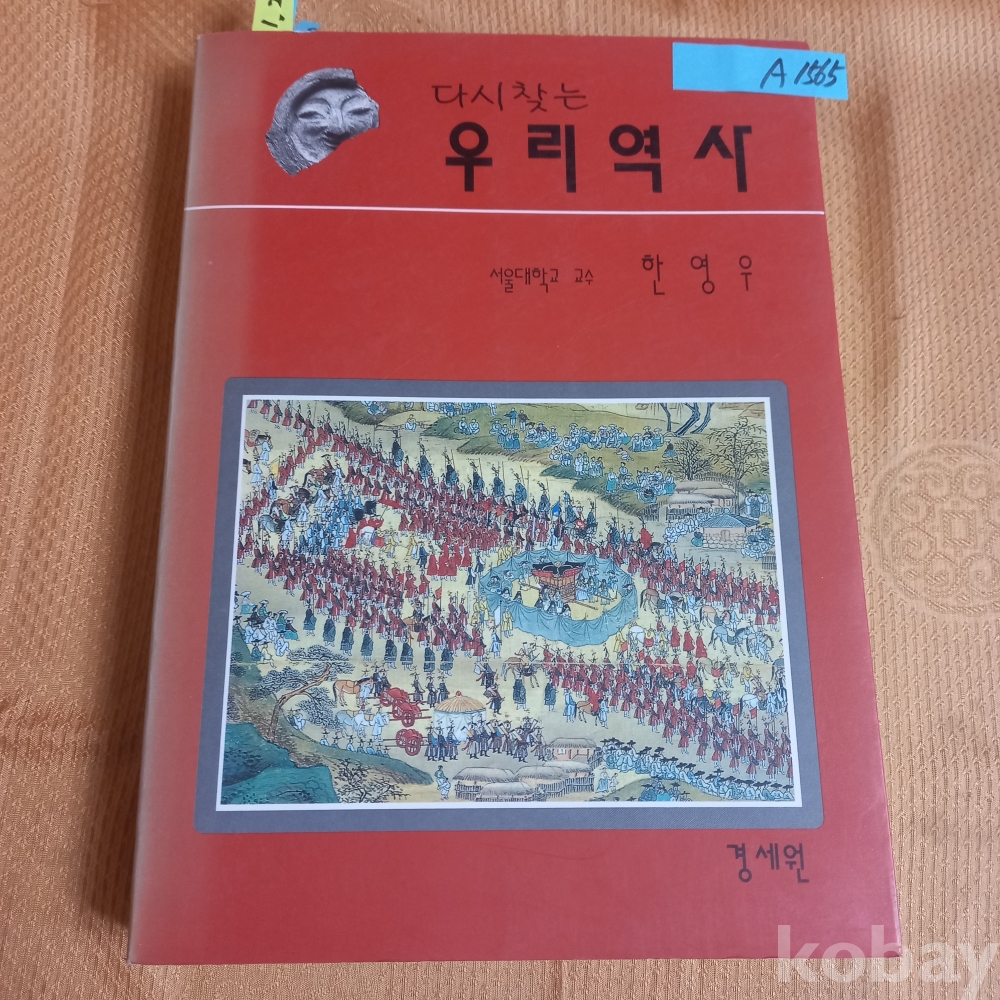 A1565
다시찾는
우리역사
서울대학교 교수 한영우
경세원
kobay